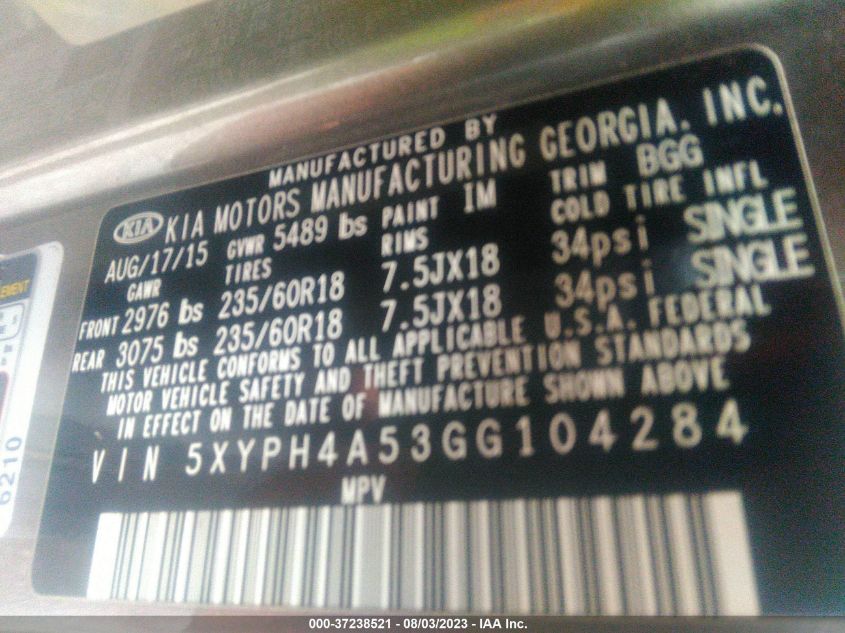 MANUFACTURED BY
KIA KIA MOTORS MANUFACTURING GEORGIA. INC.
AUG/17/15 GVWR 5489 lbs PAINT IM TRIM BGG
GAWR TIRES RIMS COLD TIRE INFL
FRONT 2976 lbs 235/60R18 7.5JX18 34psi SINGLE
REAR 3075 lbs 235/60R18 7.5JX18 34psi SINGLE
THIS VEHICLE CONFORMS TO ALL APPLICABLE U.S.A. FEDERAL
MOTOR VEHICLE SAFETY AND THEFT PREVENTION STANDARDS
IN EFFECT ON THE DATE OF MANUFACTURE SHOWN ABOVE
VIN 5XYPH4A53GG104284
MPV
6210
000-37238521 - 08/03/2023 - IAA Inc.